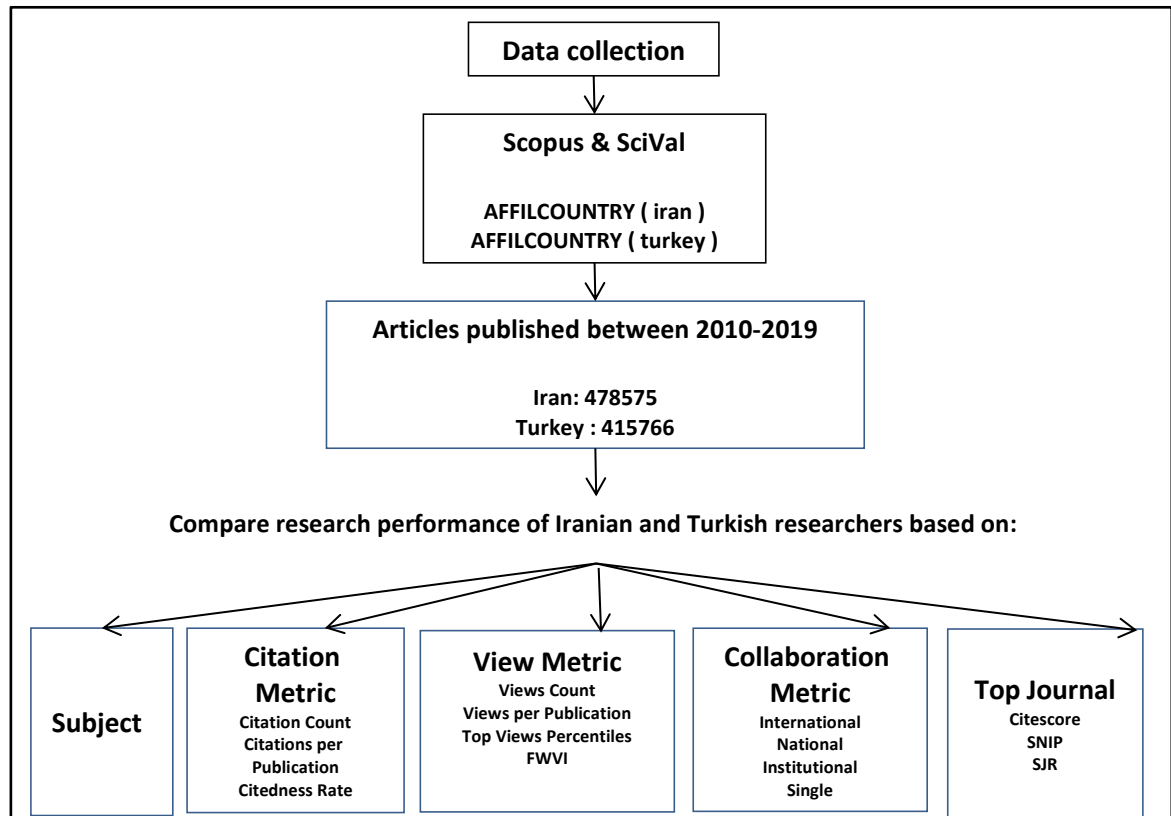 Data collection
Scopus & SciVal
AFFILCOUNTRY ( iran )
AFFILCOUNTRY ( turkey )
Articles published between 2010-2019
Iran: 478575
Turkey : 415766
Compare research performance of Iranian and Turkish researchers based on:
Subject
Citation
Metric
Citation Count
Citations per
Publication
Citedness Rate
View Metric
Views Count
Views per Publication
Top Views Percentiles
FWVI
Collaboration
Metric
International
National
Institutional
Single
Top Journal
Citescore
SNIP
SJR